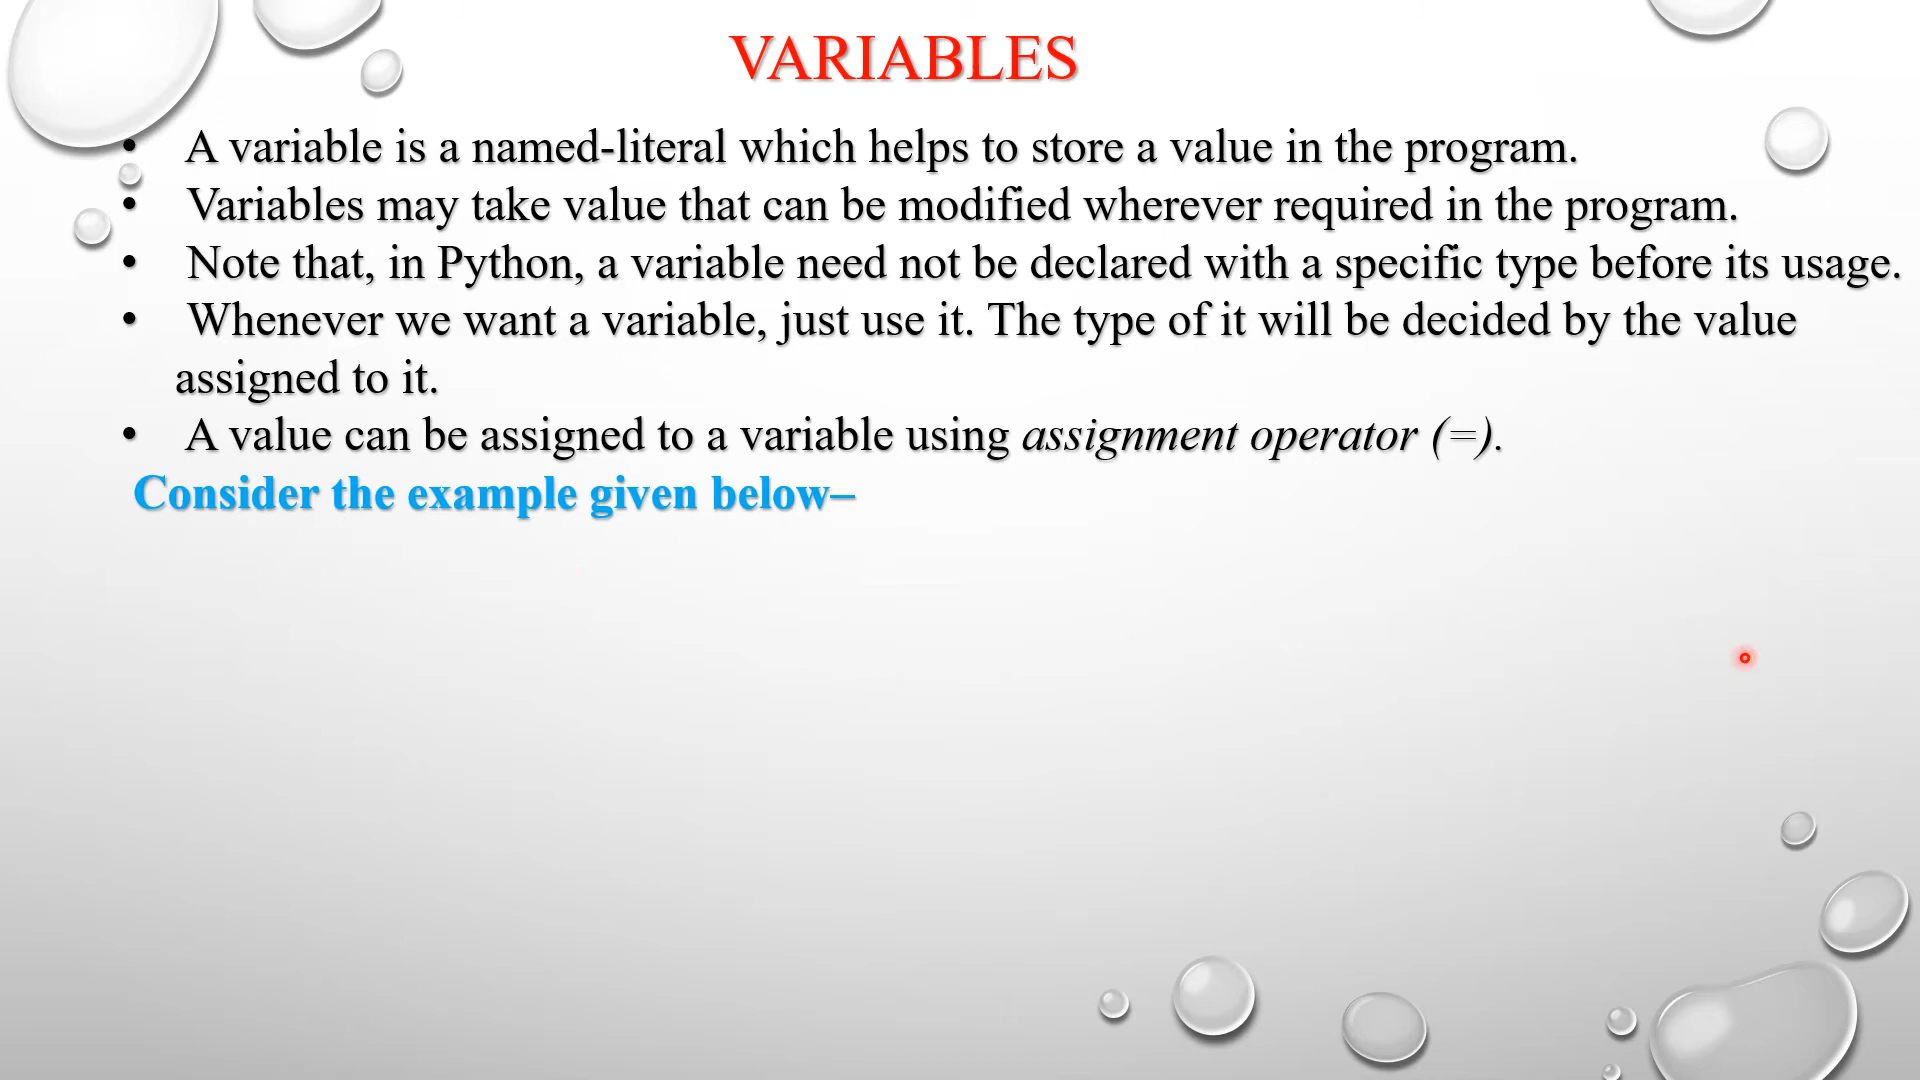 VARIABLES
• A variable is a named-literal which helps to store a value in the program.
• Variables may take value that can be modified wherever required in the program.
• Note that, in Python, a variable need not be declared with a specific type before its usage.
• Whenever we want a variable, just use it. The type of it will be decided by the value
assigned to it.
• A value can be assigned to a variable using assignment operator (=).
Consider the example given below–